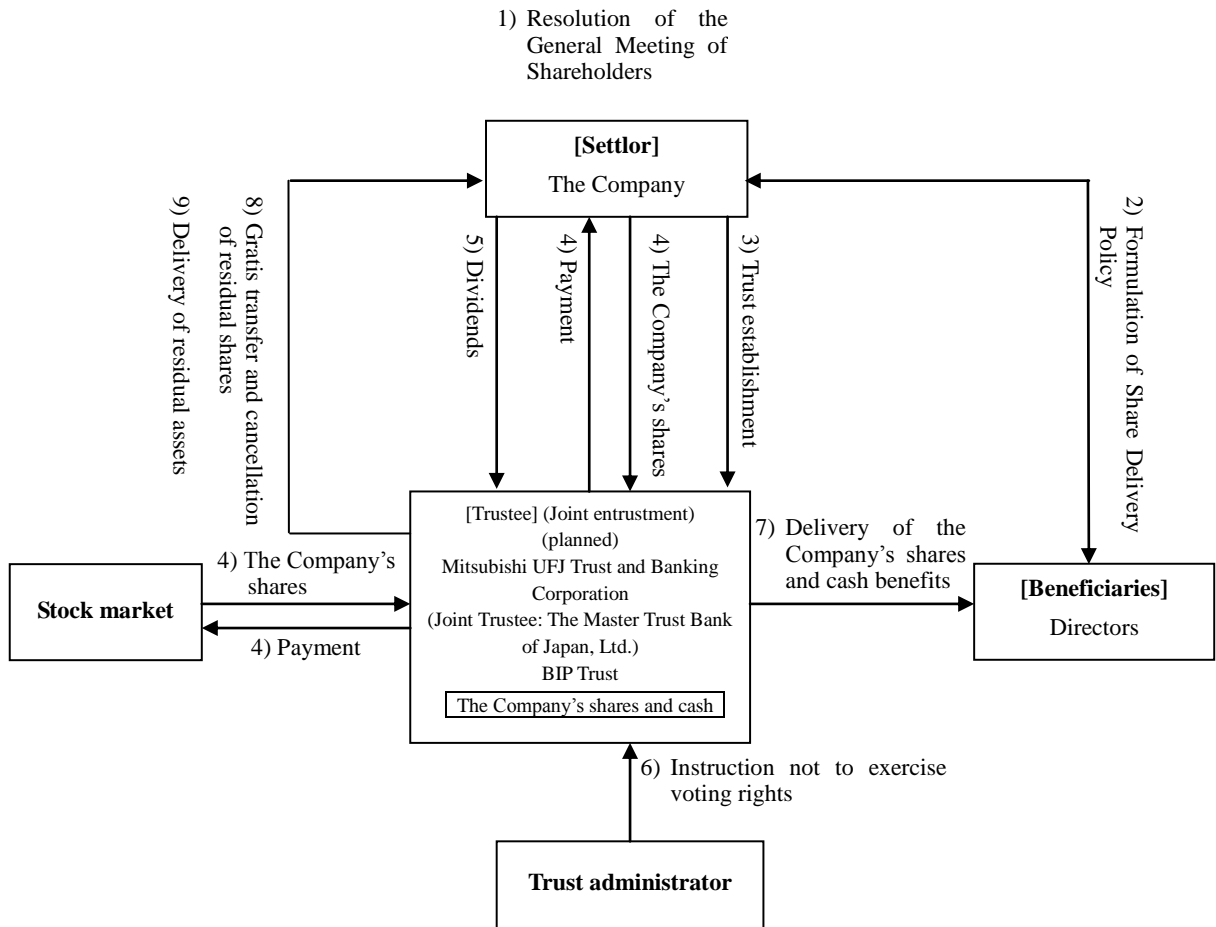 1) Resolution of the
General Meeting of
Shareholders
[Settlor]
The Company
9) Delivery of residual assets
8) Gratis transfer and cancellation
of residual shares
5) Dividends
4) Payment
4) The Company’s shares
3) Trust establishment
2) Formulation of Share Delivery
Policy
[Trustee] (Joint entrustment)
(planned)
Mitsubishi UFJ Trust and Banking
Corporation
(Joint Trustee: The Master Trust Bank
of Japan, Ltd.)
BIP Trust
The Company’s shares and cash
4) The Company’s
shares
Stock market
4) Payment
7) Delivery of the
Company’s shares
and cash benefits
[Beneficiaries]
Directors
6) Instruction not to exercise
voting rights
Trust administrator